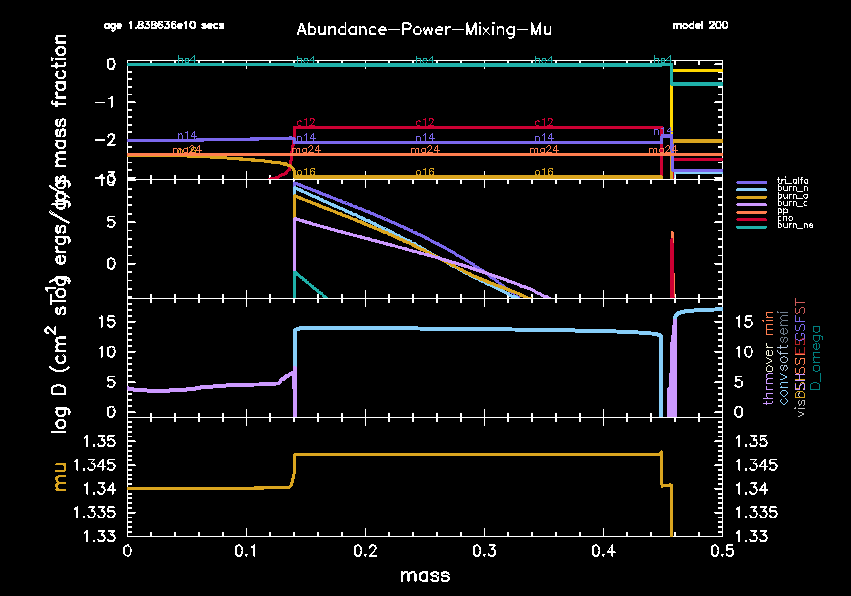 age 1.838636e10 secs
Abundance-Power-Mixing-Mu
model 200
mass fraction
0
-1
-2
-3
he4 he4 he4 he4 he4
c12 c12 c12
n14 n14 n14 n14 n14
mg24 mg24 mg24 mg24 mg24
o16 o16 o16
log ergs/g/s
10
5
0
tri_alfa
burn_n
burn_o
burn_c
pp
cno
burn_ne
log D (cm2 s-1)
15
10
5
0
15
10
5
0
thrm over min
conv soft semi
D_omega
mu
1.35
1.345
1.34
1.335
1.33
1.35
1.345
1.34
1.335
1.33
0 0.1 0.2 0.3 0.4 0.5
mass